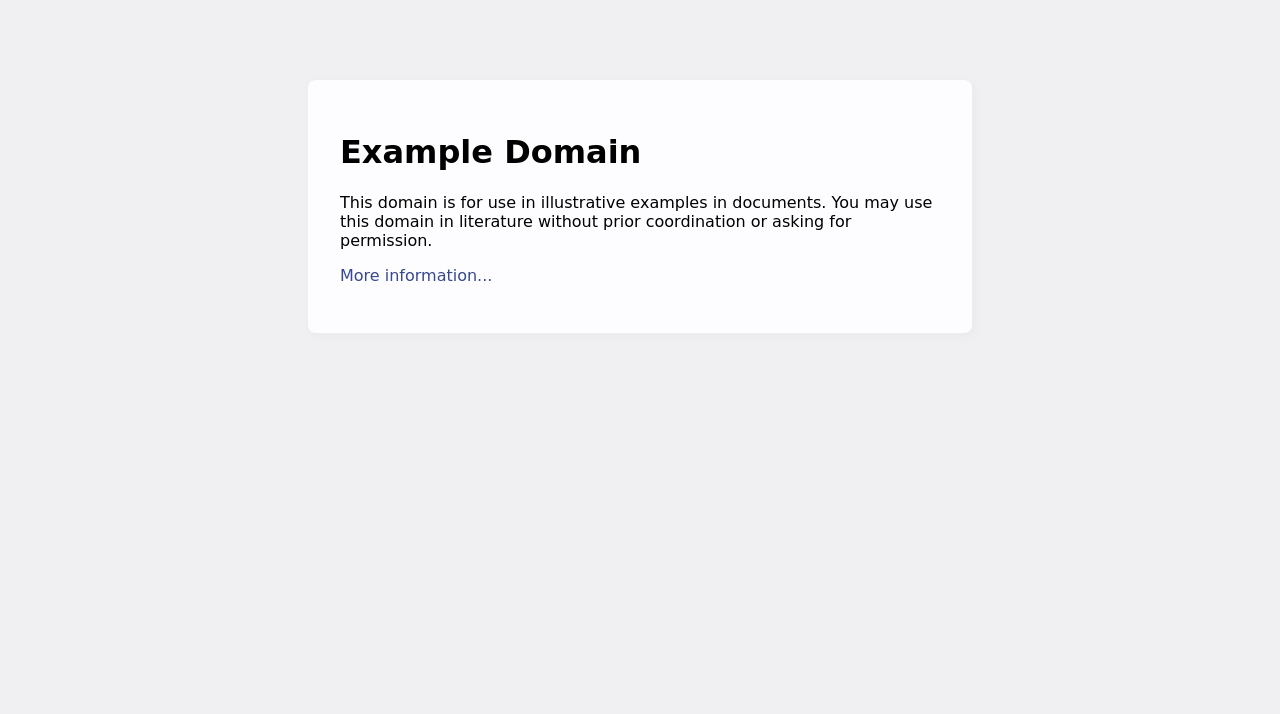 Example Domain
This domain is for use in illustrative examples in documents. You may use
this domain in literature without prior coordination or asking for
permission.
More information...